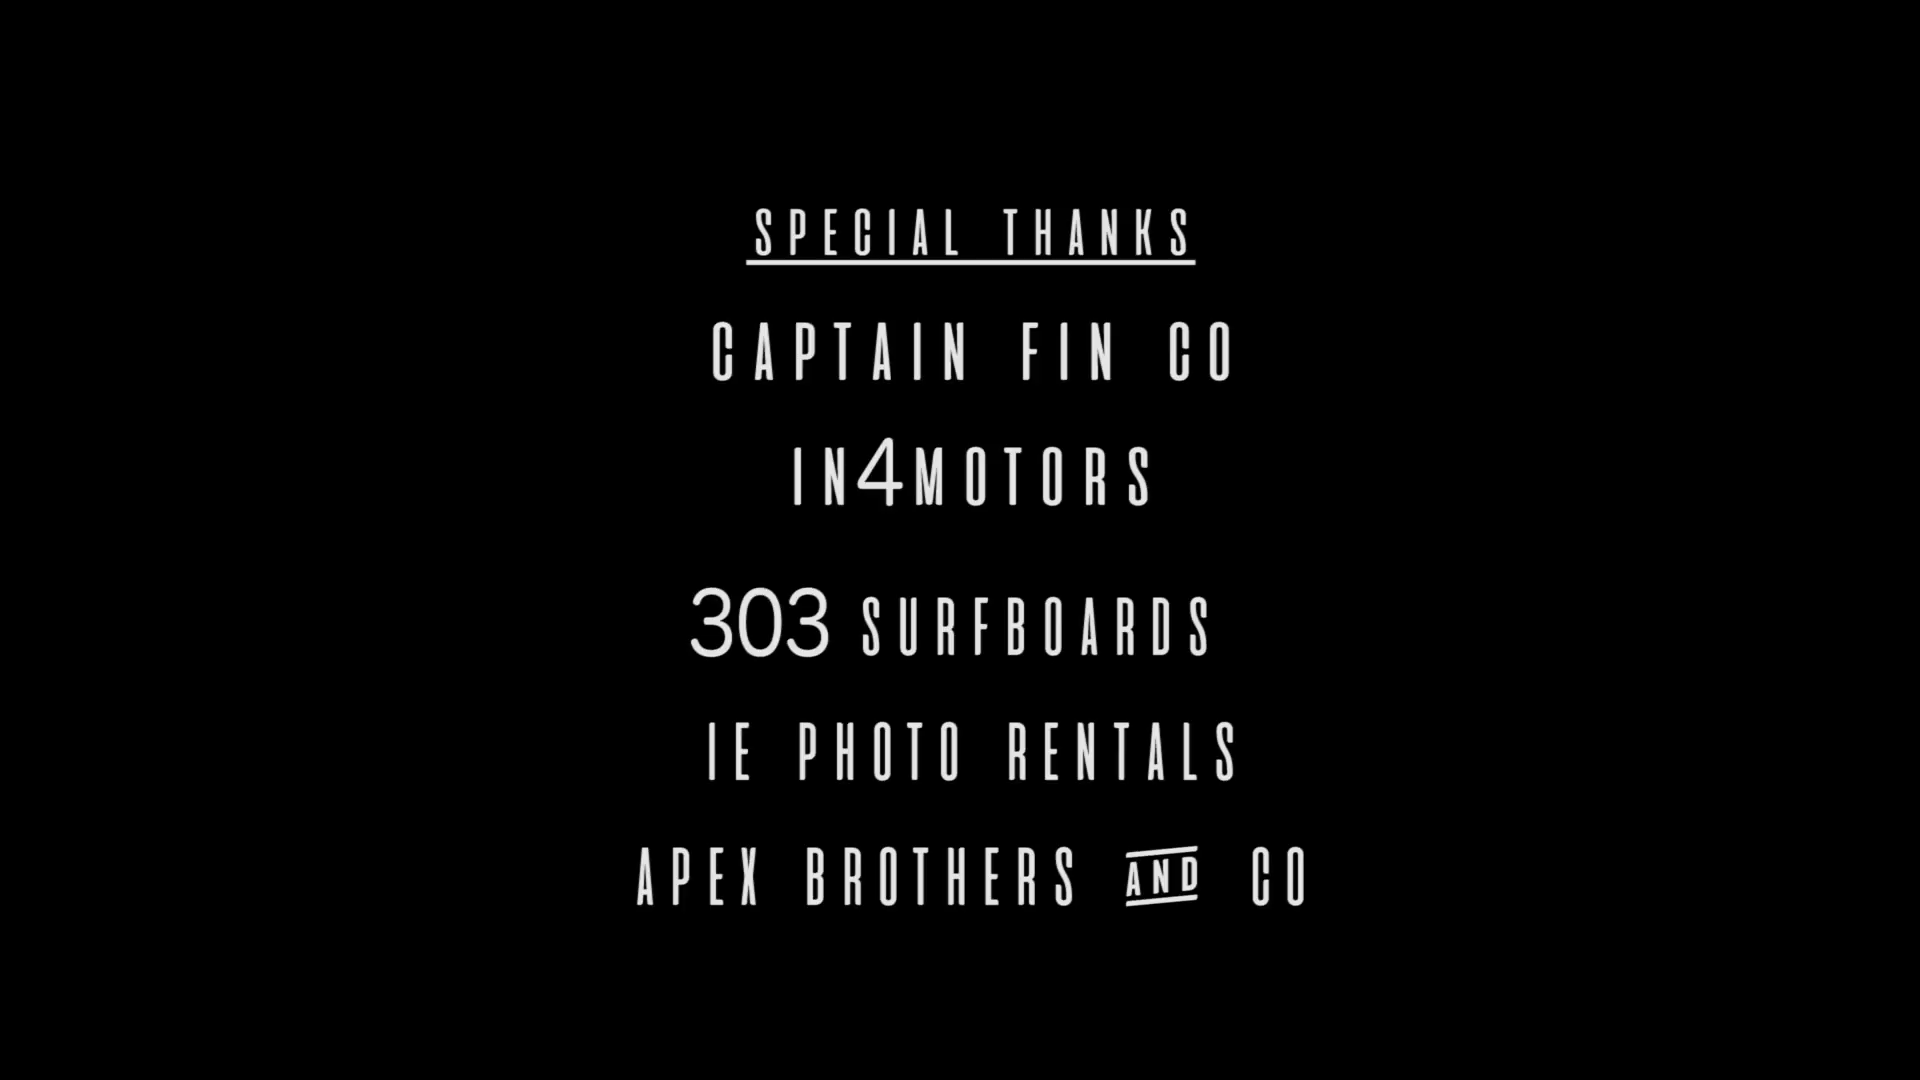 SPECIAL THANKS
CAPTAIN FIN CO
IN4MOTORS
303 SURFBOARDS
IE PHOTO RENTALS
APEX BROTHERS AND CO